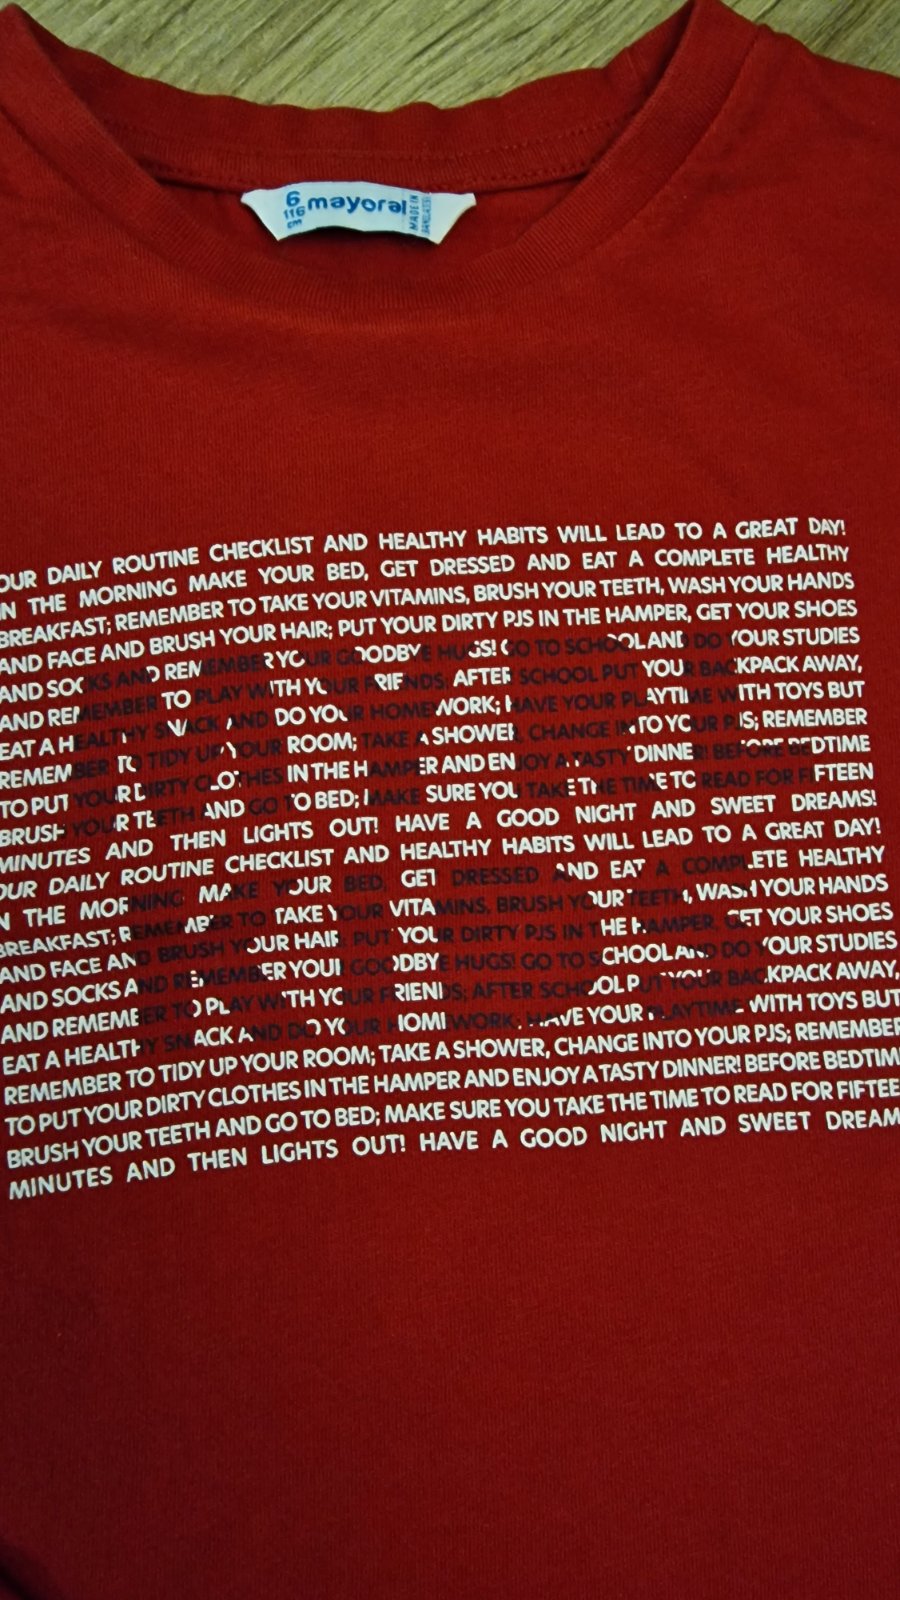 6
116
cm
mayoral
MADE IN
BANGLADESH
OUR DAILY ROUTINE CHECKLIST AND HEALTHY HABITS WILL LEAD TO A GREAT DAY!
IN THE MORNING MAKE YOUR BED, GET DRESSED AND EAT A COMPLETE HEALTHY
BREAKFAST; REMEMBER TO TAKE YOUR VITAMINS, BRUSH YOUR TEETH, WASH YOUR HANDS
AND FACE AND BRUSH YOUR HAIR; PUT YOUR DIRTY PJS IN THE HAMPER, GET YOUR SHOES
AND SOCKS AND REMEMBER YOUR GOODBYE HUGS! GO TO SCHOOL AND DO YOUR STUDIES
AND REMEMBER TO PLAY WITH YOUR FRIENDS, AFTER SCHOOL PUT YOUR BACKPACK AWAY,
EAT A HEALTHY SNACK AND DO YOUR HOMEWORK; HAVE YOUR PLAYTIME WITH TOYS BUT
REMEMBER TO TIDY UP YOUR ROOM; TAKE A SHOWER, CHANGE INTO YOUR PJS; REMEMBER
TO PUT YOUR DIRTY CLOTHES IN THE HAMPER AND ENJOY A TASTY DINNER! BEFORE BEDTIME
BRUSH YOUR TEETH AND GO TO BED; MAKE SURE YOU TAKE THE TIME TO READ FOR FIFTEEN
MINUTES AND THEN LIGHTS OUT! HAVE A GOOD NIGHT AND SWEET DREAMS!
OUR DAILY ROUTINE CHECKLIST AND HEALTHY HABITS WILL LEAD TO A GREAT DAY!
IN THE MORNING MAKE YOUR BED, GET DRESSED AND EAT A COMPLETE HEALTHY
BREAKFAST; REMEMBER TO TAKE YOUR VITAMINS, BRUSH YOUR TEETH, WASH YOUR HANDS
AND FACE AND BRUSH YOUR HAIR; PUT YOUR DIRTY PJS IN THE HAMPER, GET YOUR SHOES
AND SOCKS AND REMEMBER YOUR GOODBYE HUGS! GO TO SCHOOL AND DO YOUR STUDIES
AND REMEMBER TO PLAY WITH YOUR FRIENDS; AFTER SCHOOL PUT YOUR BACKPACK AWAY,
EAT A HEALTHY SNACK AND DO YOUR HOMEWORK; HAVE YOUR PLAYTIME WITH TOYS BUT
REMEMBER TO TIDY UP YOUR ROOM; TAKE A SHOWER, CHANGE INTO YOUR PJS; REMEMBER
TO PUT YOUR DIRTY CLOTHES IN THE HAMPER AND ENJOY A TASTY DINNER! BEFORE BEDTIM
BRUSH YOUR TEETH AND GO TO BED; MAKE SURE YOU TAKE THE TIME TO READ FOR FIFTEE
MINUTES AND THEN LIGHTS OUT! HAVE A GOOD NIGHT AND SWEET DREAM